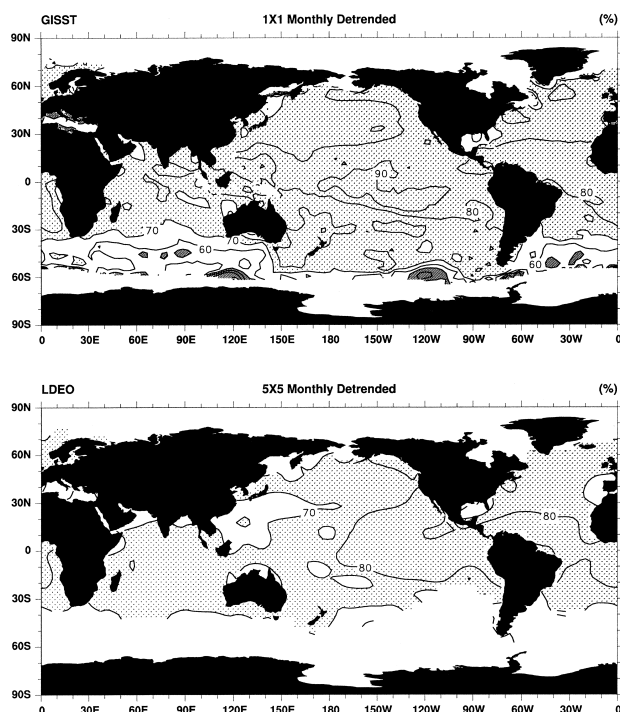 GISST 1X1 Monthly Detrended (%)
90N
60N
30N
90
0
80
80
70
30S
70
60
60
60S
90S
0 30E 60E 90E 120E 150E 180 150W 120W 90W 60W 30W 0
LDEO 5X5 Monthly Detrended (%)
90N
60N
30N
70
80
0
80
30S
60S
90S
0 30E 60E 90E 120E 150E 180 150W 120W 90W 60W 30W 0